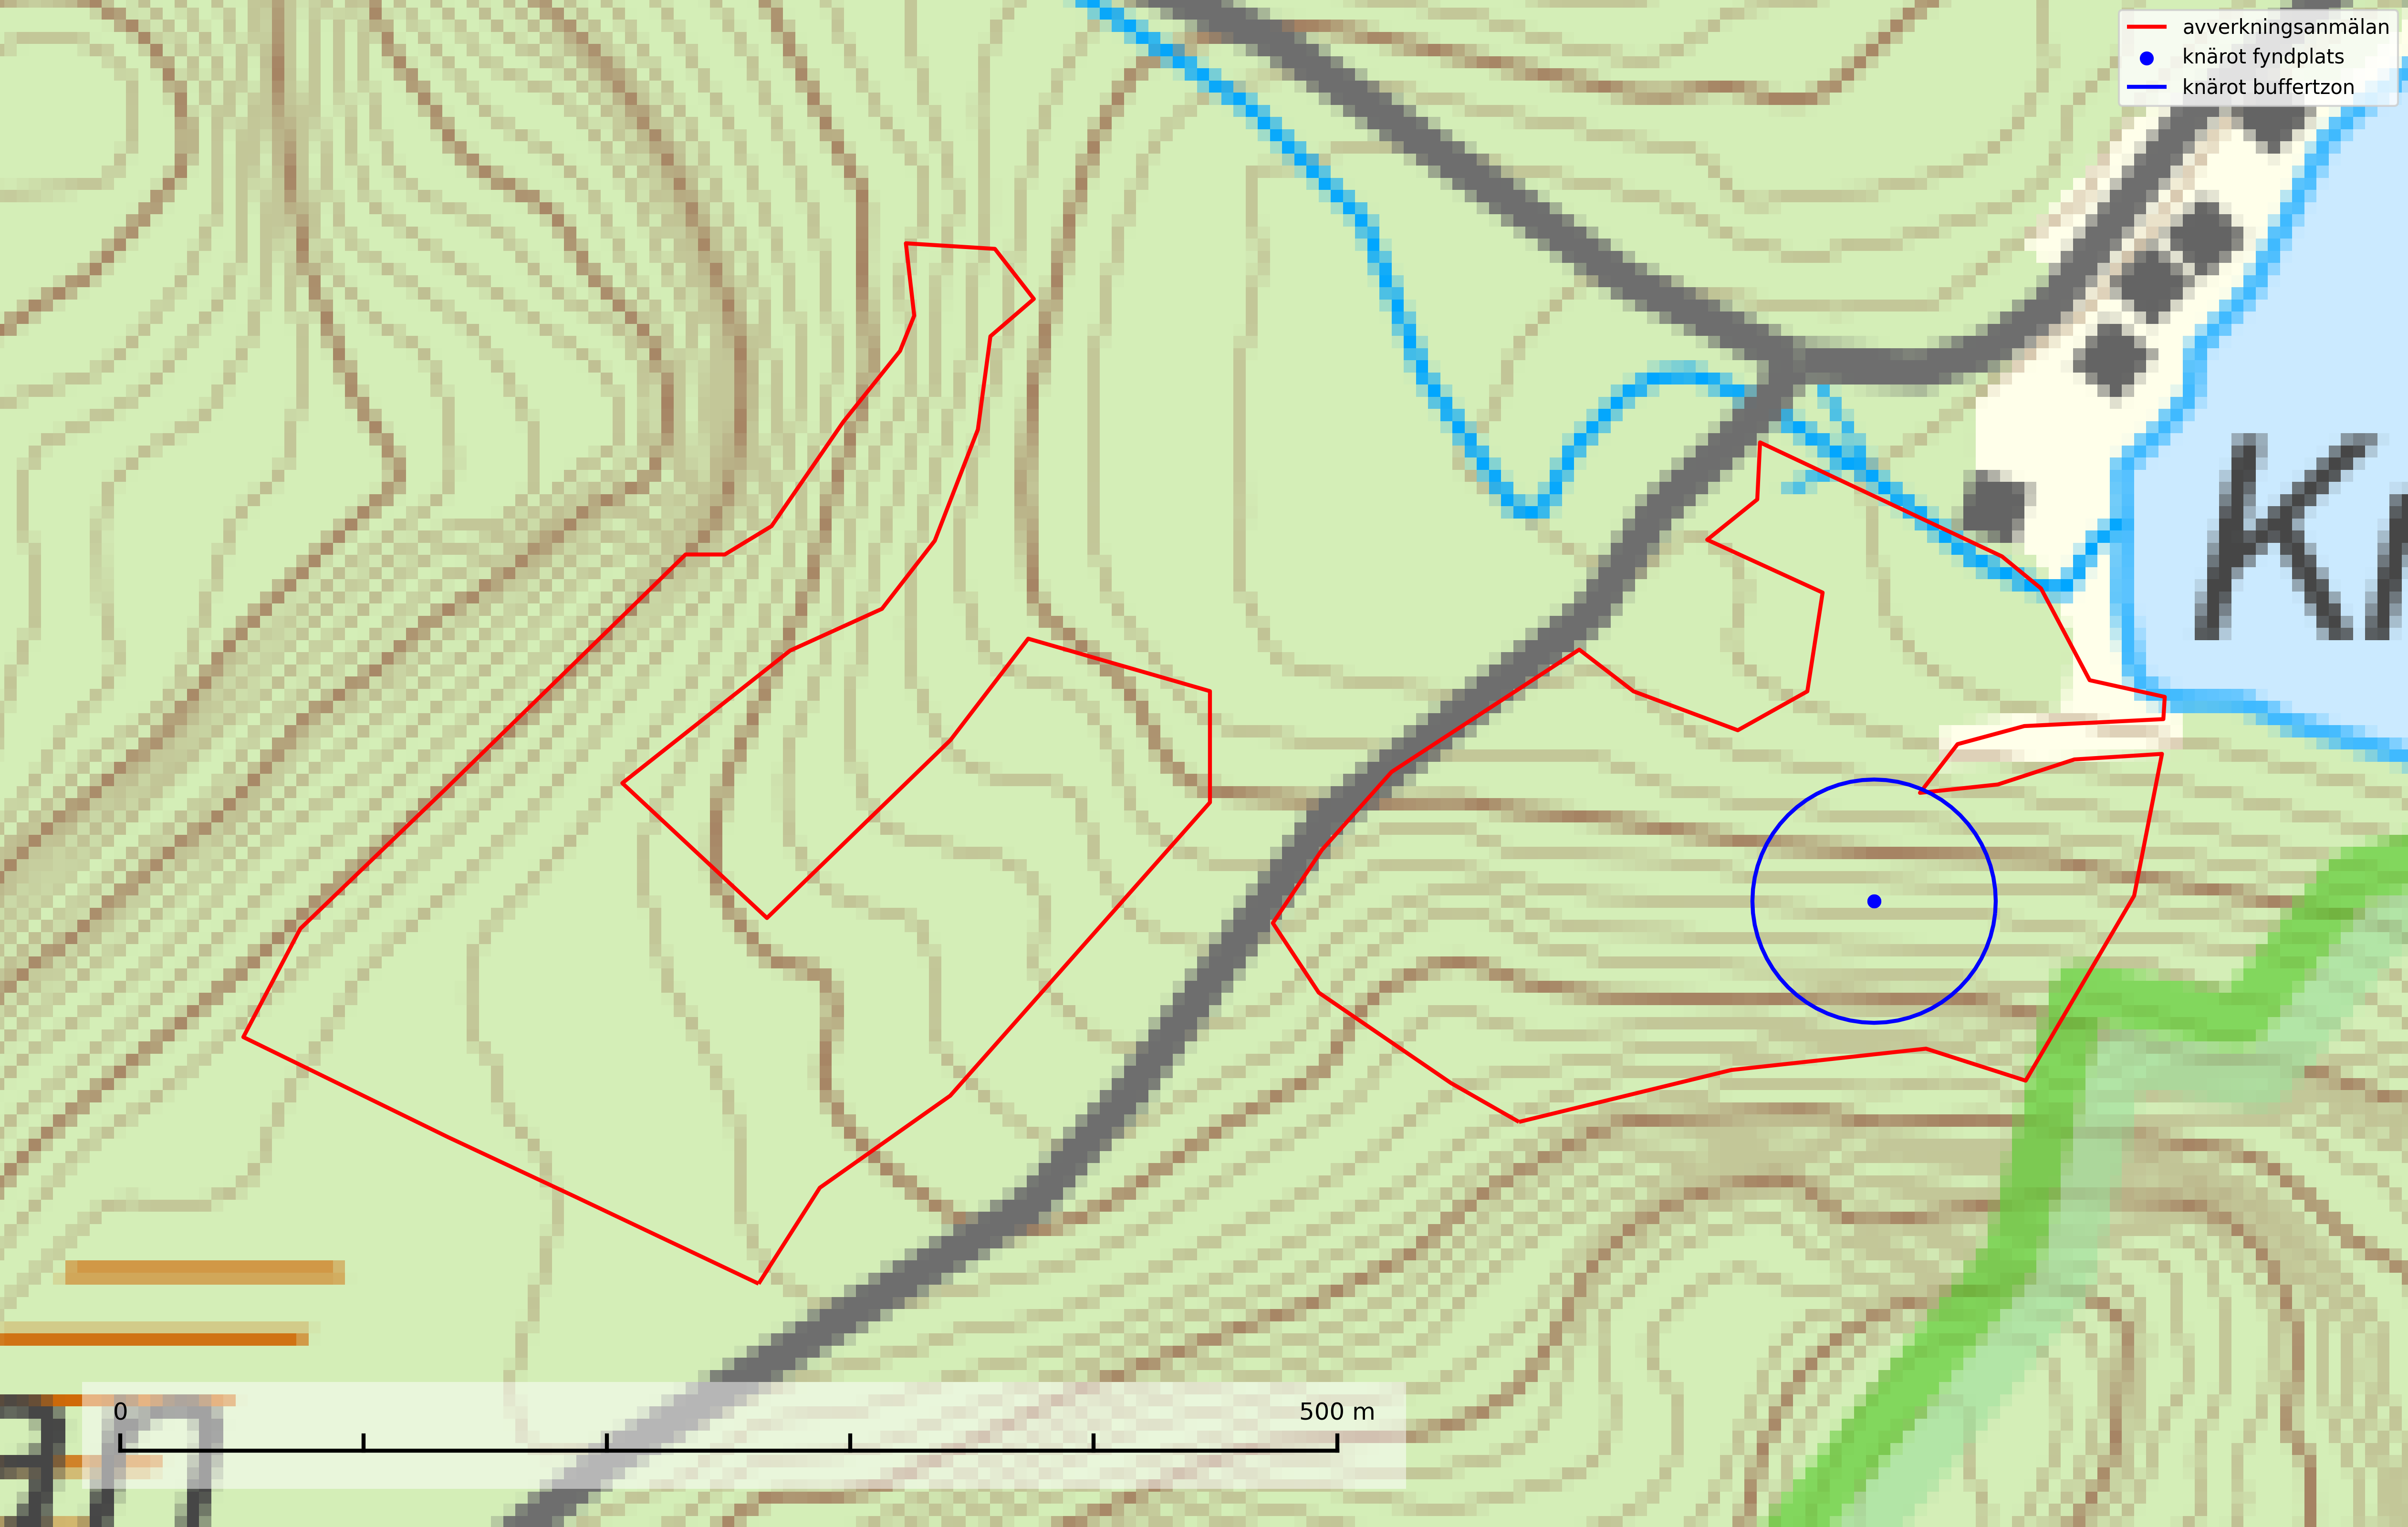 avverkningsanmälan
knärot fyndplats
knärot buffertzon
0 500 m